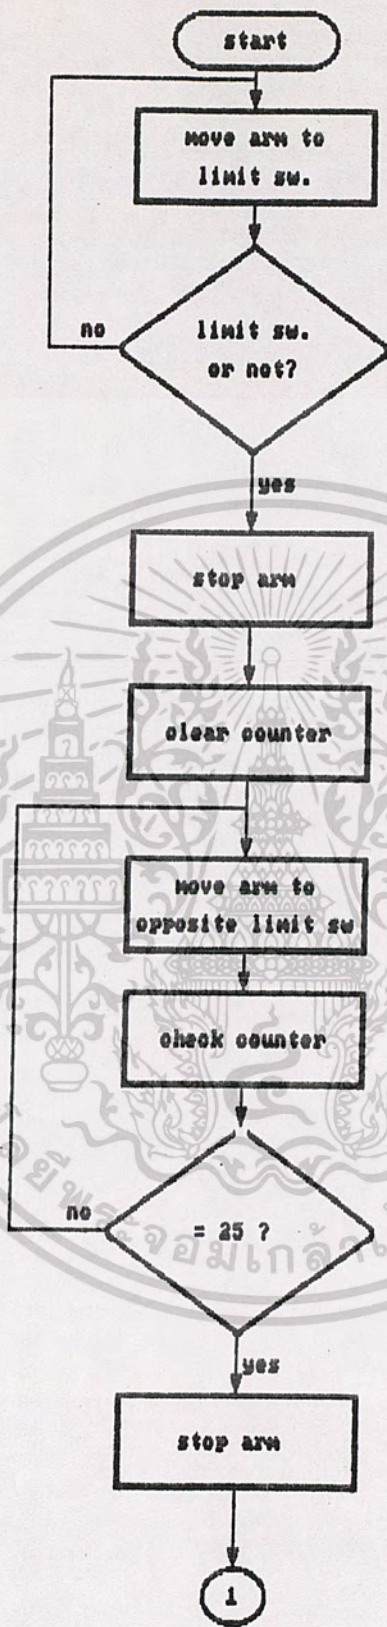 start
move arm to
limit sw.
no
limit sw.
or not?
yes
stop arm
clear counter
move arm to
opposite limit sw
check counter
no
= 25 ?
yes
stop arm
1